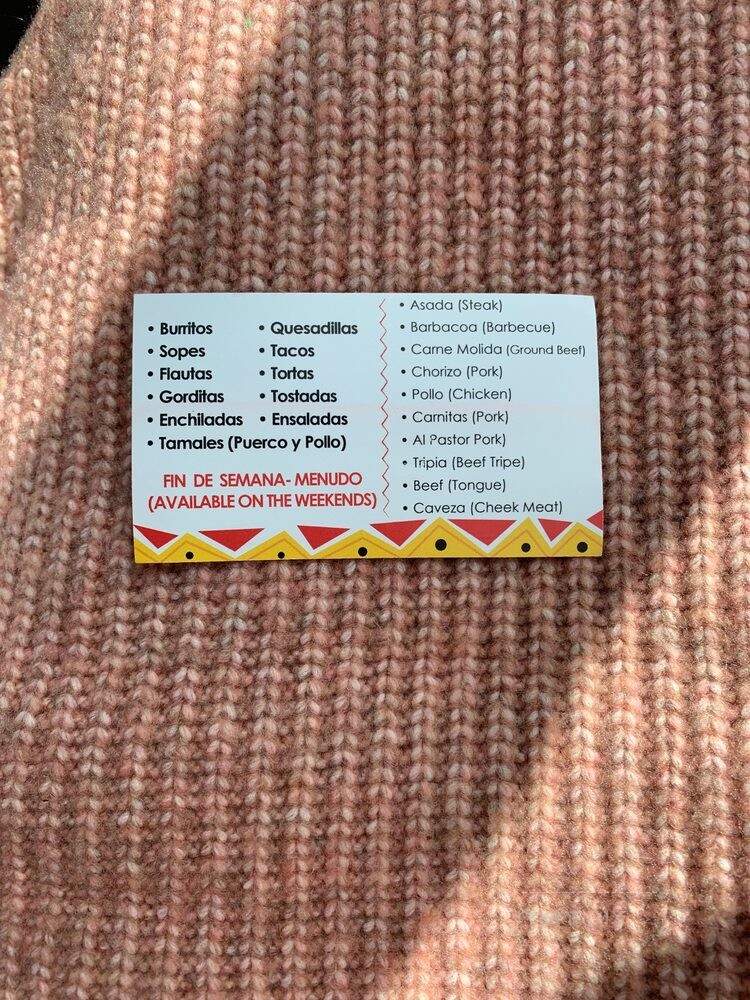 • Burritos
• Sopes
• Flautas
• Gorditas
• Enchiladas
• Tamales (Puerco y Pollo)
• Quesadillas
• Tacos
• Tortas
• Tostadas
• Ensaladas
FIN DE SEMANA- MENUDO
(AVAILABLE ON THE WEEKENDS)
• Asada (Steak)
• Barbacoa (Barbecue)
• Carne Molida (Ground Beef)
• Chorizo (Pork)
• Pollo (Chicken)
• Carnitas (Pork)
• Al Pastor Pork)
• Tripia (Beef Tripe)
• Beef (Tongue)
• Caveza (Cheek Meat)